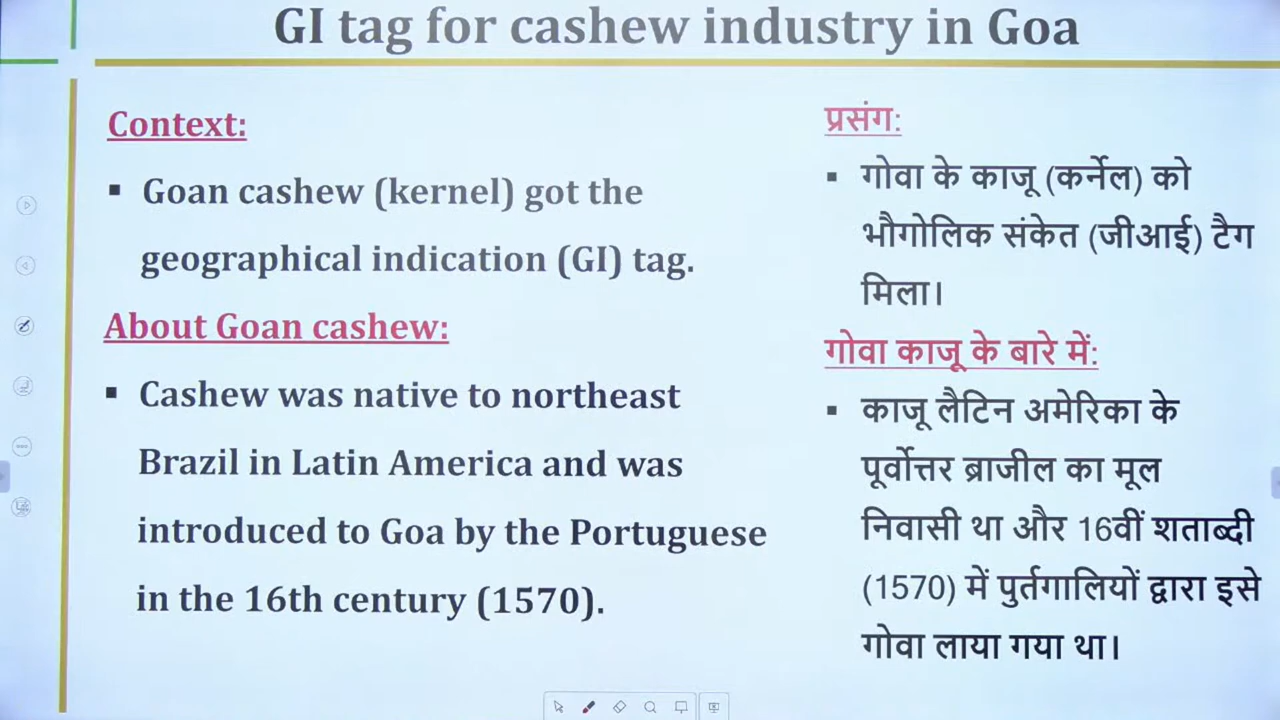 GI tag for cashew industry in Goa
Context:
▪ Goan cashew (kernel) got the
geographical indication (GI) tag.
About Goan cashew:
▪ Cashew was native to northeast
Brazil in Latin America and was
introduced to Goa by the Portuguese
in the 16th century (1570).
प्रसंग:
▪ गोवा के काजू (कर्नेल) को
भौगोलिक संकेत (जीआई) टैग
मिला।
गोवा काजू के बारे में:
▪ काजू लैटिन अमेरिका के
पूर्वोत्तर ब्राजील का मूल
निवासी था और 16वीं शताब्दी
(1570) में पुर्तगालियों द्वारा इसे
गोवा लाया गया था।